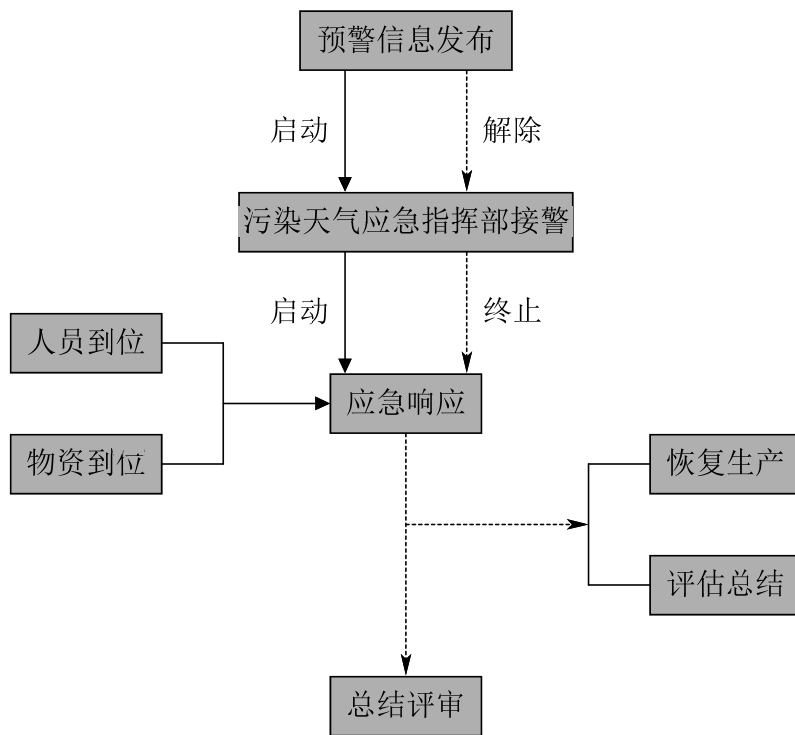 预警信息发布
启动
解除
污染天气应急指挥部接警
启动
终止
人员到位
应急响应
物资到位
恢复生产
评估总结
总结评审